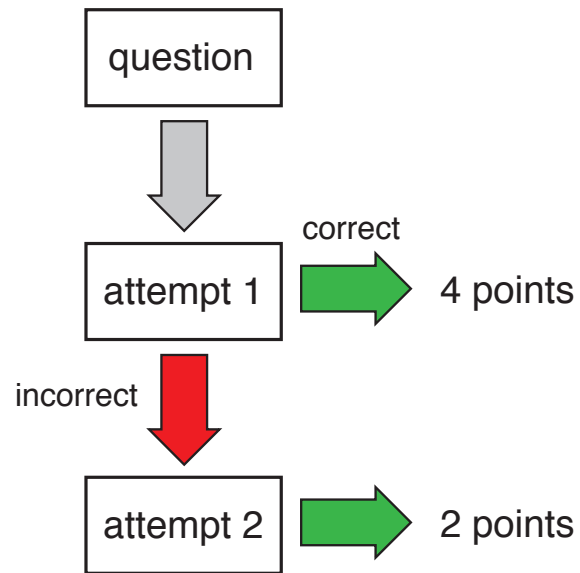 question
correct
attempt 1
4 points
incorrect
attempt 2
2 points